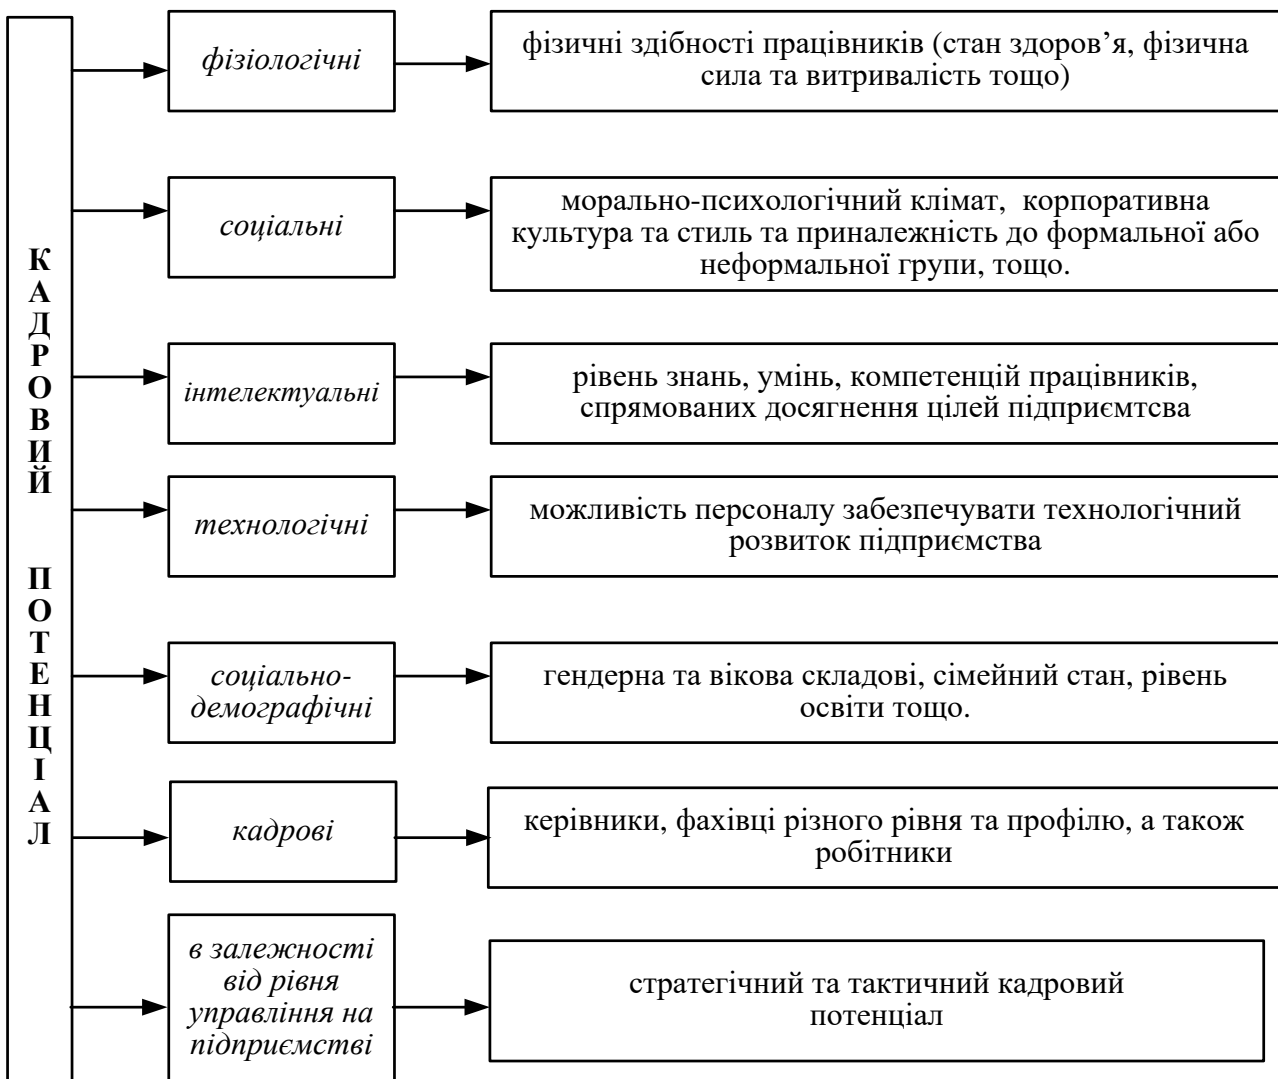 КАДРОВИЙ ПОТЕНЦІАЛ
фізіологічні
фізичні здібності працівників (стан здоров’я, фізична
сила та витривалість тощо)
соціальні
морально-психологічний клімат,  корпоративна
культура та стиль та приналежність до формальної або
неформальної групи, тощо.
інтелектуальні
рівень знань, умінь, компетенцій працівників,
спрямованих досягнення цілей підприємтсва
технологічні
можливість персоналу забезпечувати технологічний
розвиток підприємства
соціально-
демографічні
гендерна та вікова складові, сімейний стан, рівень
освіти тощо.
кадрові
керівники, фахівці різного рівня та профілю, а також
робітники
в залежності
від рівня
управління на
підприємстві
стратегічний та тактичний кадровий
потенціал